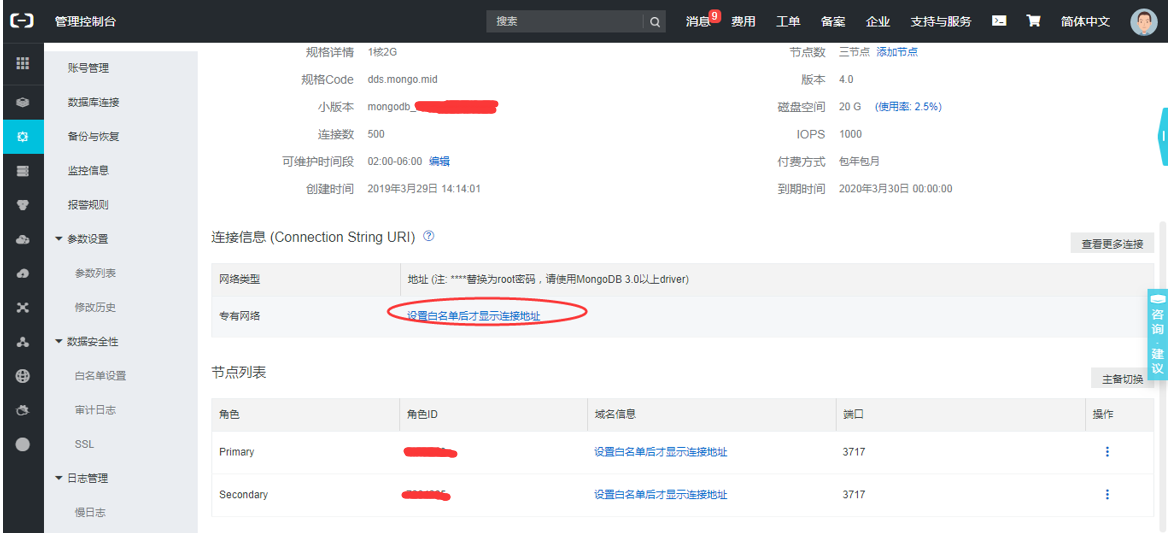 管理控制台 搜索 消息 9 费用 工单 备案 企业 支持与服务 简体中文
账号管理
数据库连接
备份与恢复
监控信息
报警规则
参数设置
参数列表
修改历史
数据安全性
白名单设置
审计日志
SSL
日志管理
慢日志
规格详情 1核2G 节点数 三节点 添加节点
规格Code dds.mongo.mid 版本 4.0
小版本 mongodb_ 磁盘空间 20 G (使用率: 2.5%)
连接数 500 IOPS 1000
可维护时间段 02:00-06:00 编辑 付费方式 包年包月
创建时间 2019年3月29日 14:14:01 到期时间 2020年3月30日 00:00:00
连接信息 (Connection String URI) ? 查看更多连接
网络类型 地址 (注: ****替换为root密码，请使用MongoDB 3.0以上driver)
专有网络 设置白名单后才显示连接地址
节点列表 主备切换
角色 角色ID 域名信息 端口 操作
Primary 设置白名单后才显示连接地址 3717
Secondary 设置白名单后才显示连接地址 3717
咨询·建议